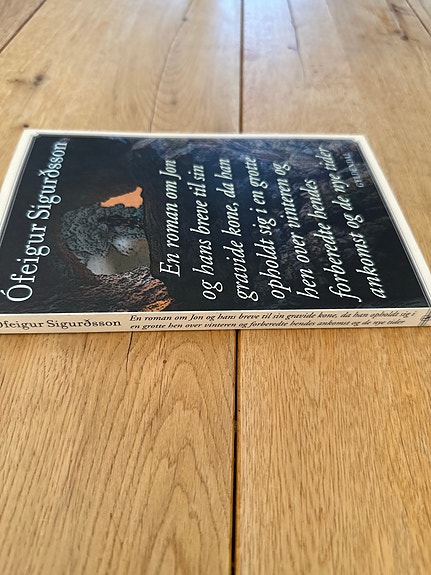 Ófeigur Sigurðsson
En roman om Jon
og hans breve til sin
gravide kone, da han
opholdt sig i en grotte
hen over vinteren og
forberedte hendes
ankomst og de nye tider
GYLDENDAL
Ófeigur Sigurðsson
En roman om Jon og hans breve til sin gravide kone, da han opholdt sig i
en grotte hen over vinteren og forberedte hendes ankomst og de nye tider